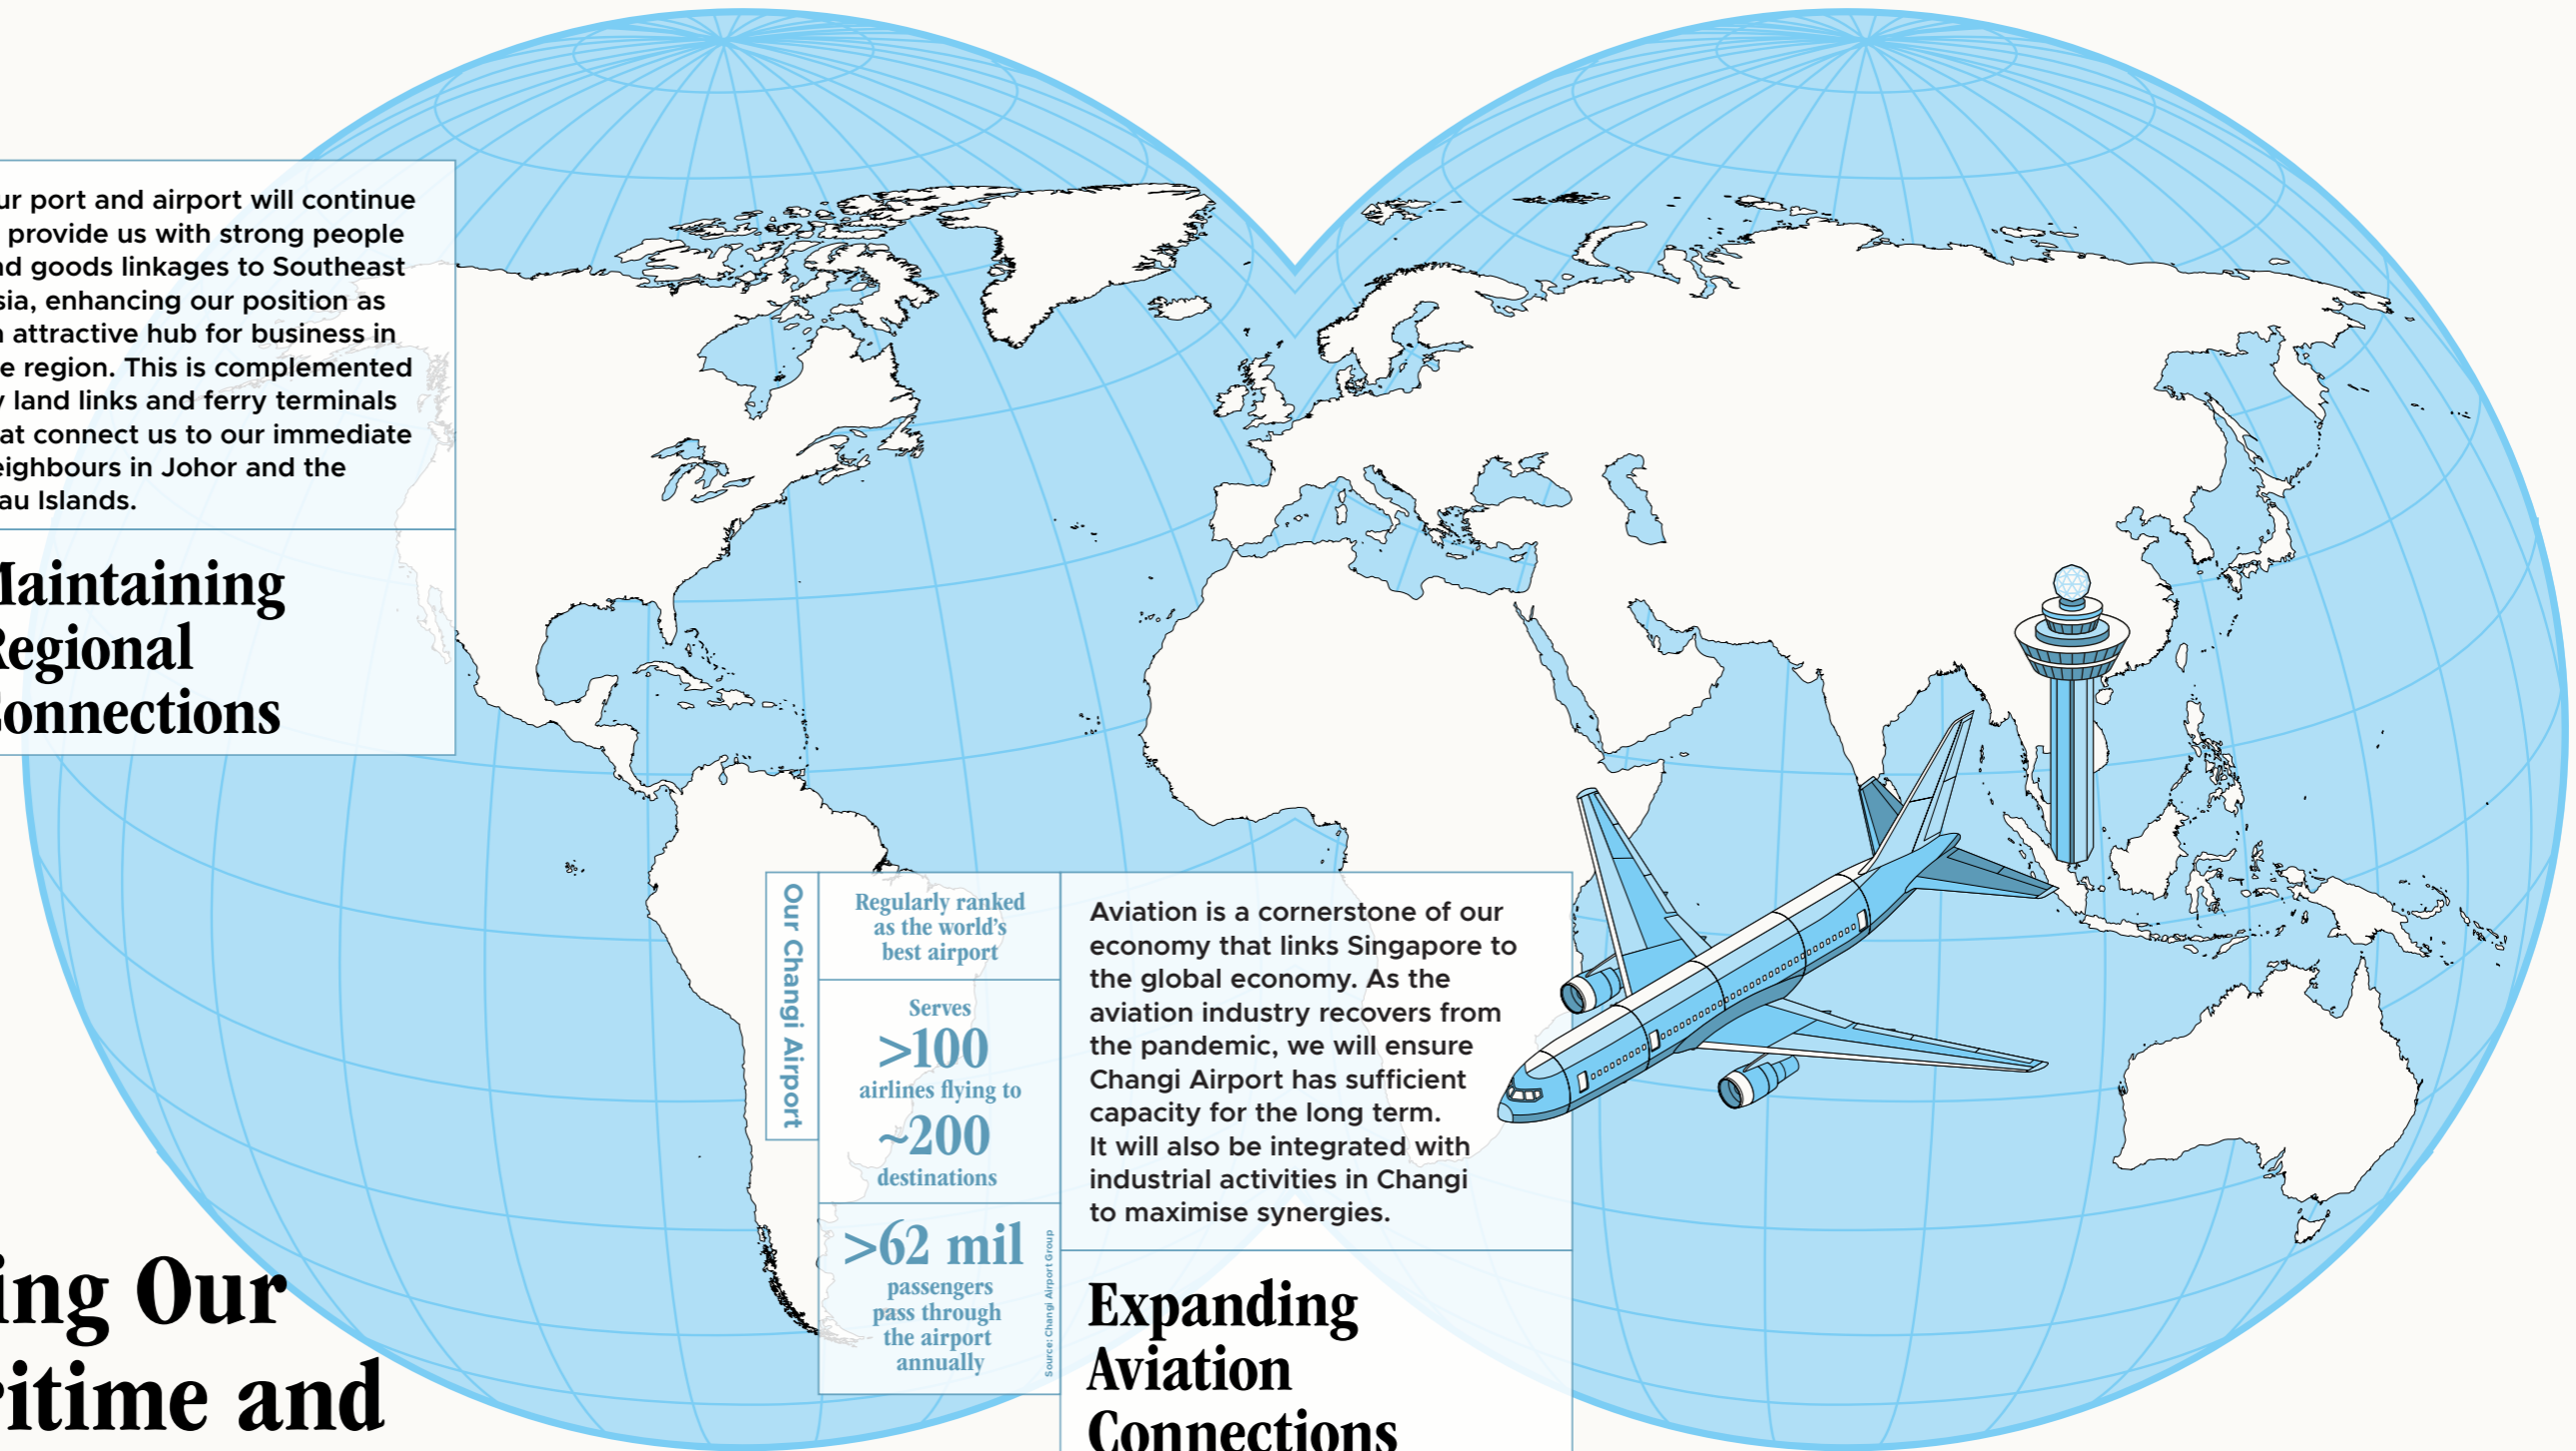 ur port and airport will continue
provide us with strong people
d goods linkages to Southeast
sia, enhancing our position as
attractive hub for business in
e region. This is complemented
land links and ferry terminals
at connect us to our immediate
eighbours in Johor and the
au Islands.
Maintaining
Regional
Connections
ing Our
ritime and
Our Changi Airport
Regularly ranked
as the world's
best airport
Serves
>100
airlines flying to
~200
destinations
>62 mil
passengers
pass through
the airport
annually
Source: Changi Airport Group
Aviation is a cornerstone of our
economy that links Singapore to
the global economy. As the
aviation industry recovers from
the pandemic, we will ensure
Changi Airport has sufficient
capacity for the long term.
It will also be integrated with
industrial activities in Changi
to maximise synergies.
Expanding
Aviation
Connections